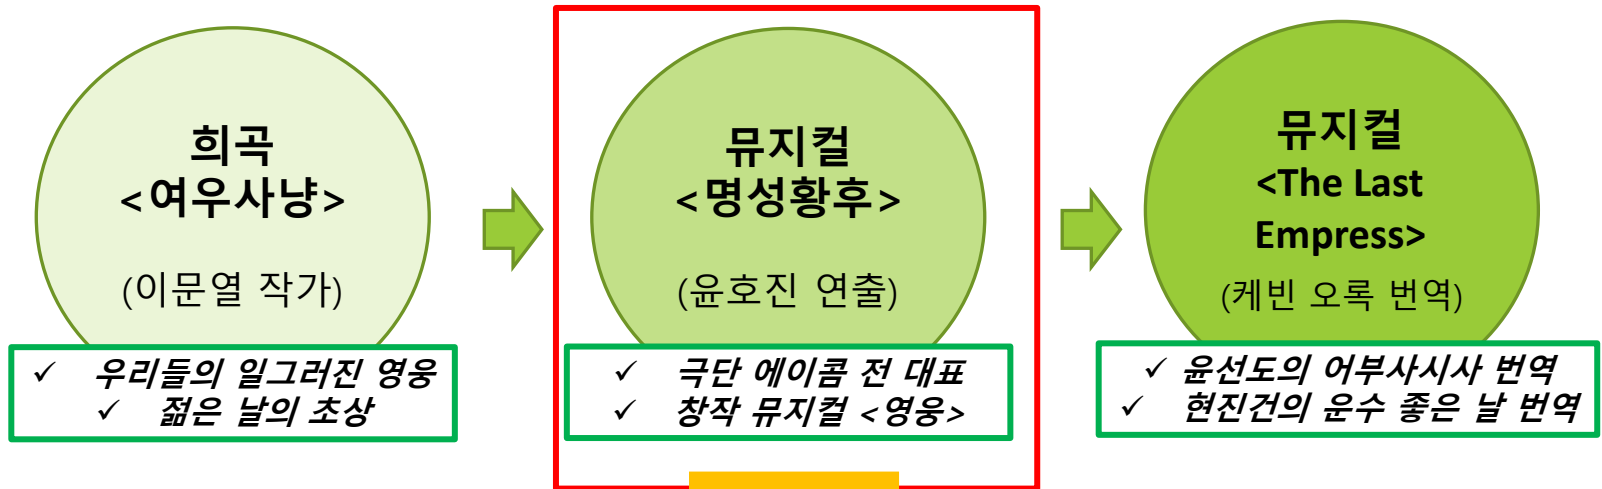 희곡
<여우사냥>
(이문열 작가)
✓ 우리들의 일그러진 영웅
✓ 젊은 날의 초상
뮤지컬
<명성황후>
(윤호진 연출)
✓ 극단 에이콤 전 대표
✓ 창작 뮤지컬 <영웅>
뮤지컬
<The Last
Empress>
(케빈 오록 번역)
✓ 윤선도의 어부사시사 번역
✓ 현진건의 운수 좋은 날 번역